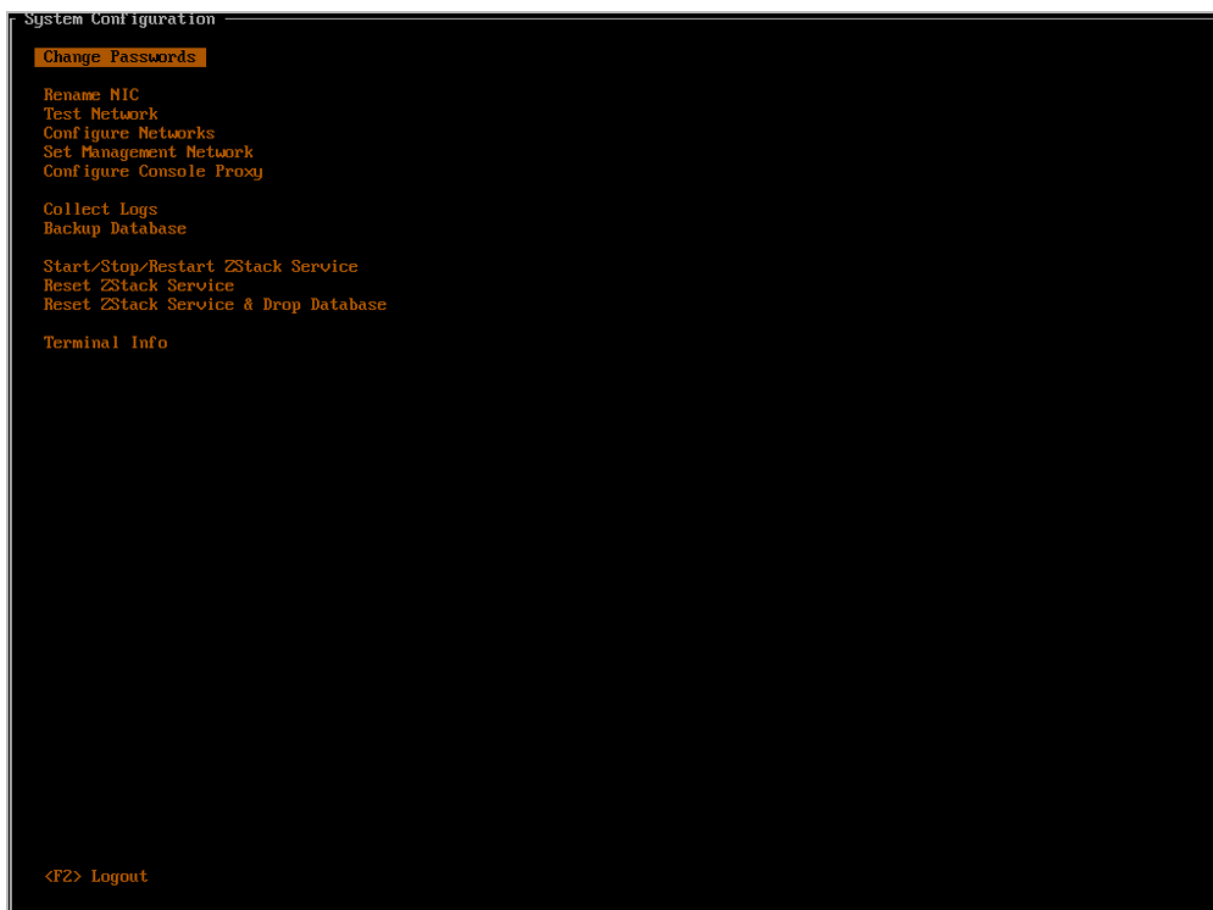 System Configuration
Change Passwords
Rename NIC
Test Network
Configure Networks
Set Management Network
Configure Console Proxy
Collect Logs
Backup Database
Start/Stop/Restart ZStack Service
Reset ZStack Service
Reset ZStack Service & Drop Database
Terminal Info
<F2> Logout